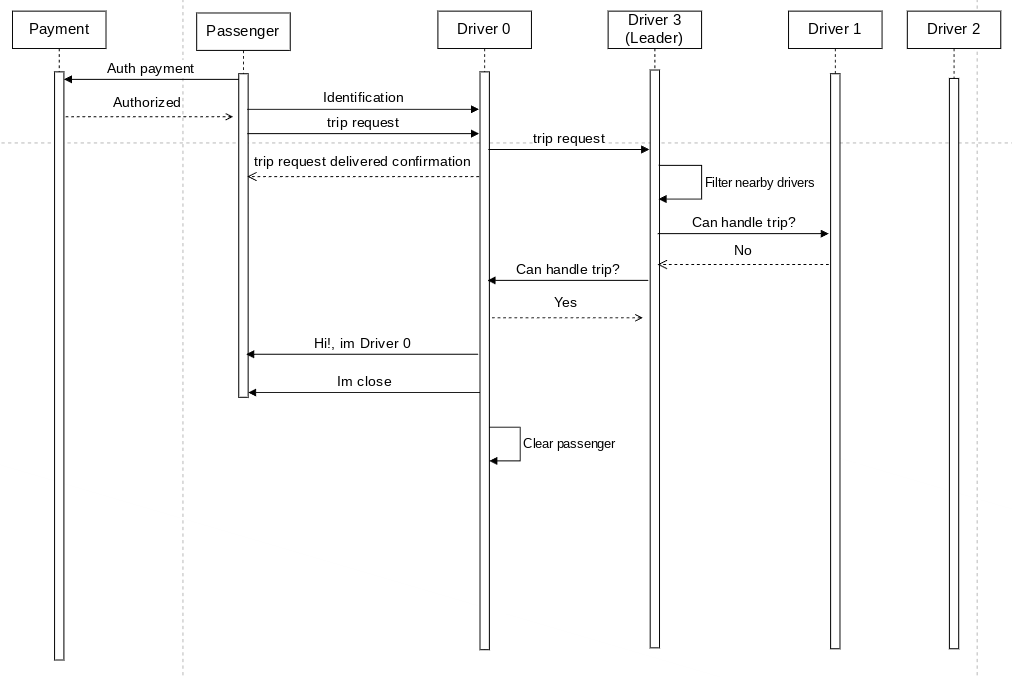 Payment
Passenger
Driver 0
Driver 3
(Leader)
Driver 1
Driver 2
Auth payment
Identification
Authorized
trip request
trip request
trip request delivered confirmation
Filter nearby drivers
Can handle trip?
No
Can handle trip?
Yes
Hi!, im Driver 0
Im close
Clear passenger